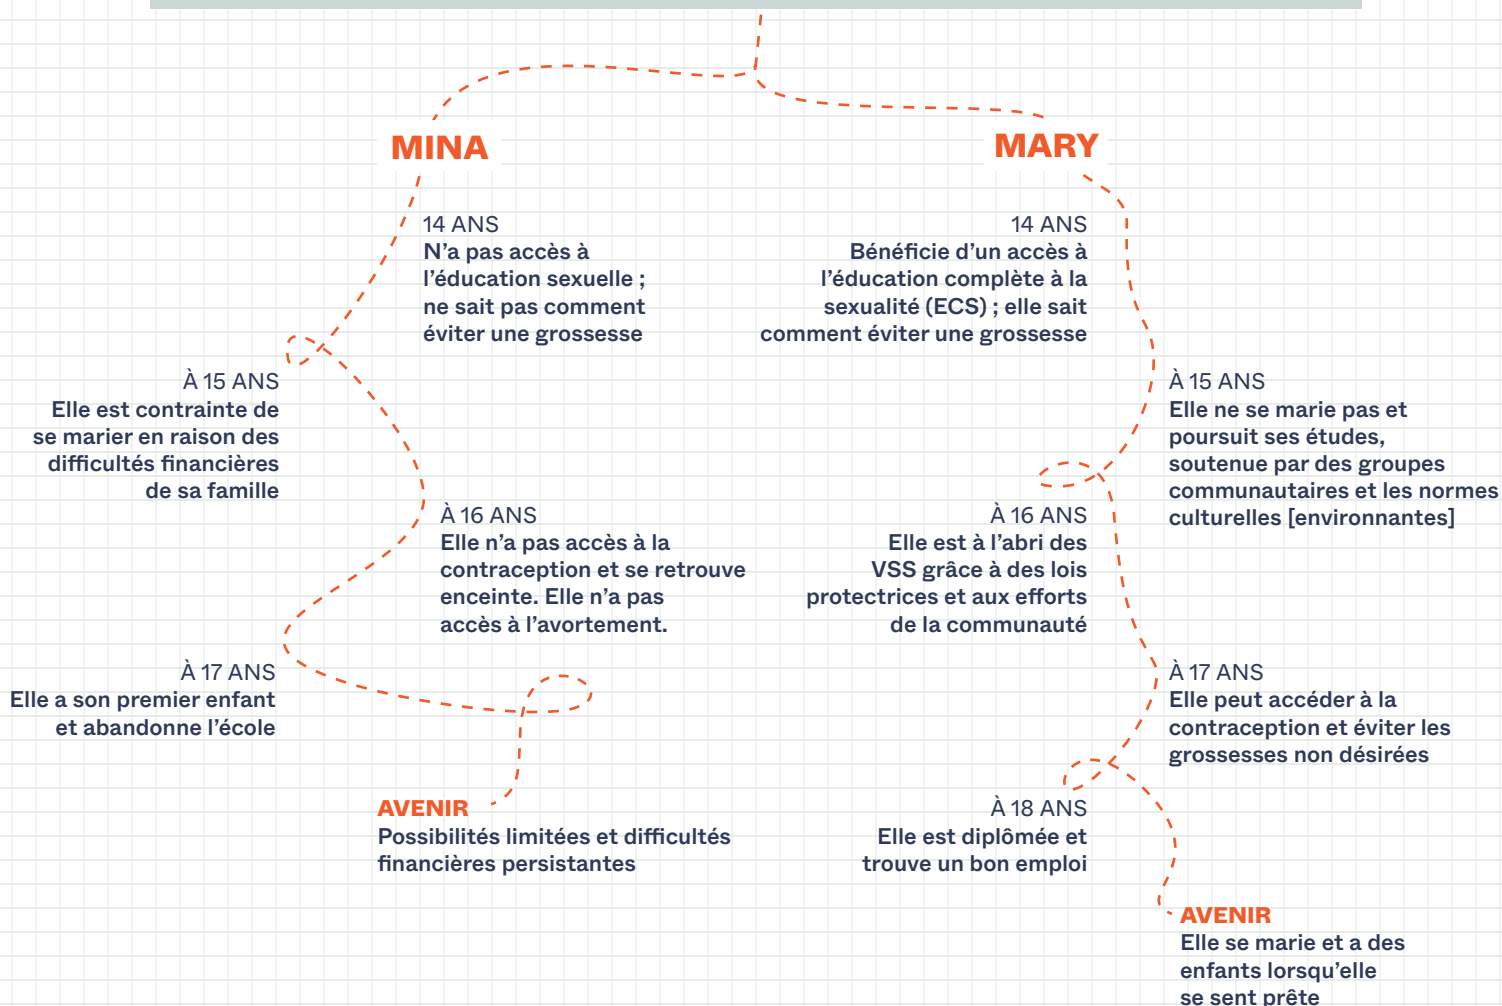 MINA
14 ANS
N’a pas accès à
l’éducation sexuelle ;
ne sait pas comment
éviter une grossesse
À 15 ANS
Elle est contrainte de
se marier en raison des
difficultés financières
de sa famille
À 16 ANS
Elle n’a pas accès à la
contraception et se retrouve
enceinte. Elle n’a pas
accès à l’avortement.
À 17 ANS
Elle a son premier enfant
et abandonne l’école
AVENIR
Possibilités limitées et difficultés
financières persistantes
MARY
14 ANS
Bénéficie d’un accès à
l’éducation complète à la
sexualité (ECS) ; elle sait
comment éviter une grossesse
À 15 ANS
Elle ne se marie pas et
poursuit ses études,
soutenue par des groupes
communautaires et les normes
culturelles [environnantes]
À 16 ANS
Elle est à l’abri des
VSS grâce à des lois
protectrices et aux efforts
de la communauté
À 17 ANS
Elle peut accéder à la
contraception et éviter les
grossesses non désirées
À 18 ANS
Elle est diplômée et
trouve un bon emploi
AVENIR
Elle se marie et a des
enfants lorsqu’elle
se sent prête